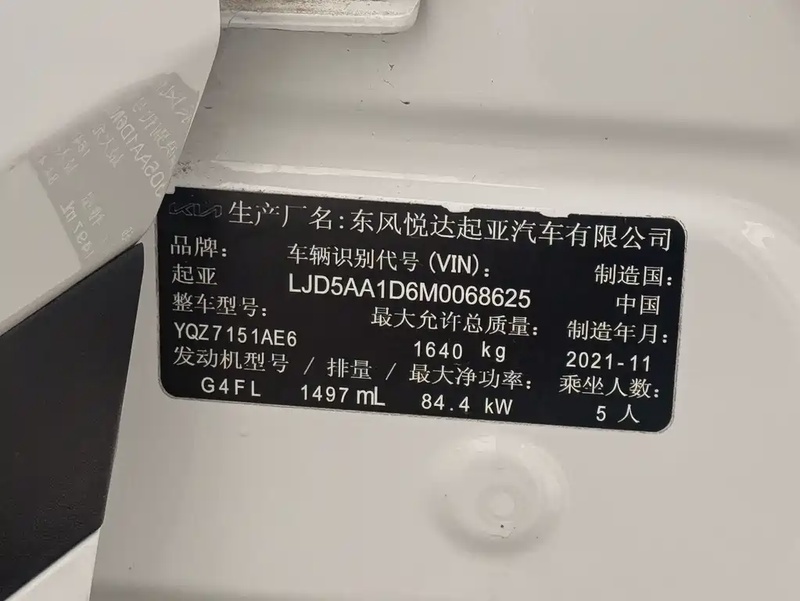 KIA 生产厂名:东风悦达起亚汽车有限公司
品牌: 车辆识别代号(VIN): 制造国:
起亚 LJD5AA1D6M0068625 中国
整车型号: 最大允许总质量: 制造年月:
YQZ7151AE6 1640 kg 2021-11
发动机型号 / 排量 / 最大净功率: 乘坐人数:
G4FL 1497 mL 84.4 kW 5 人